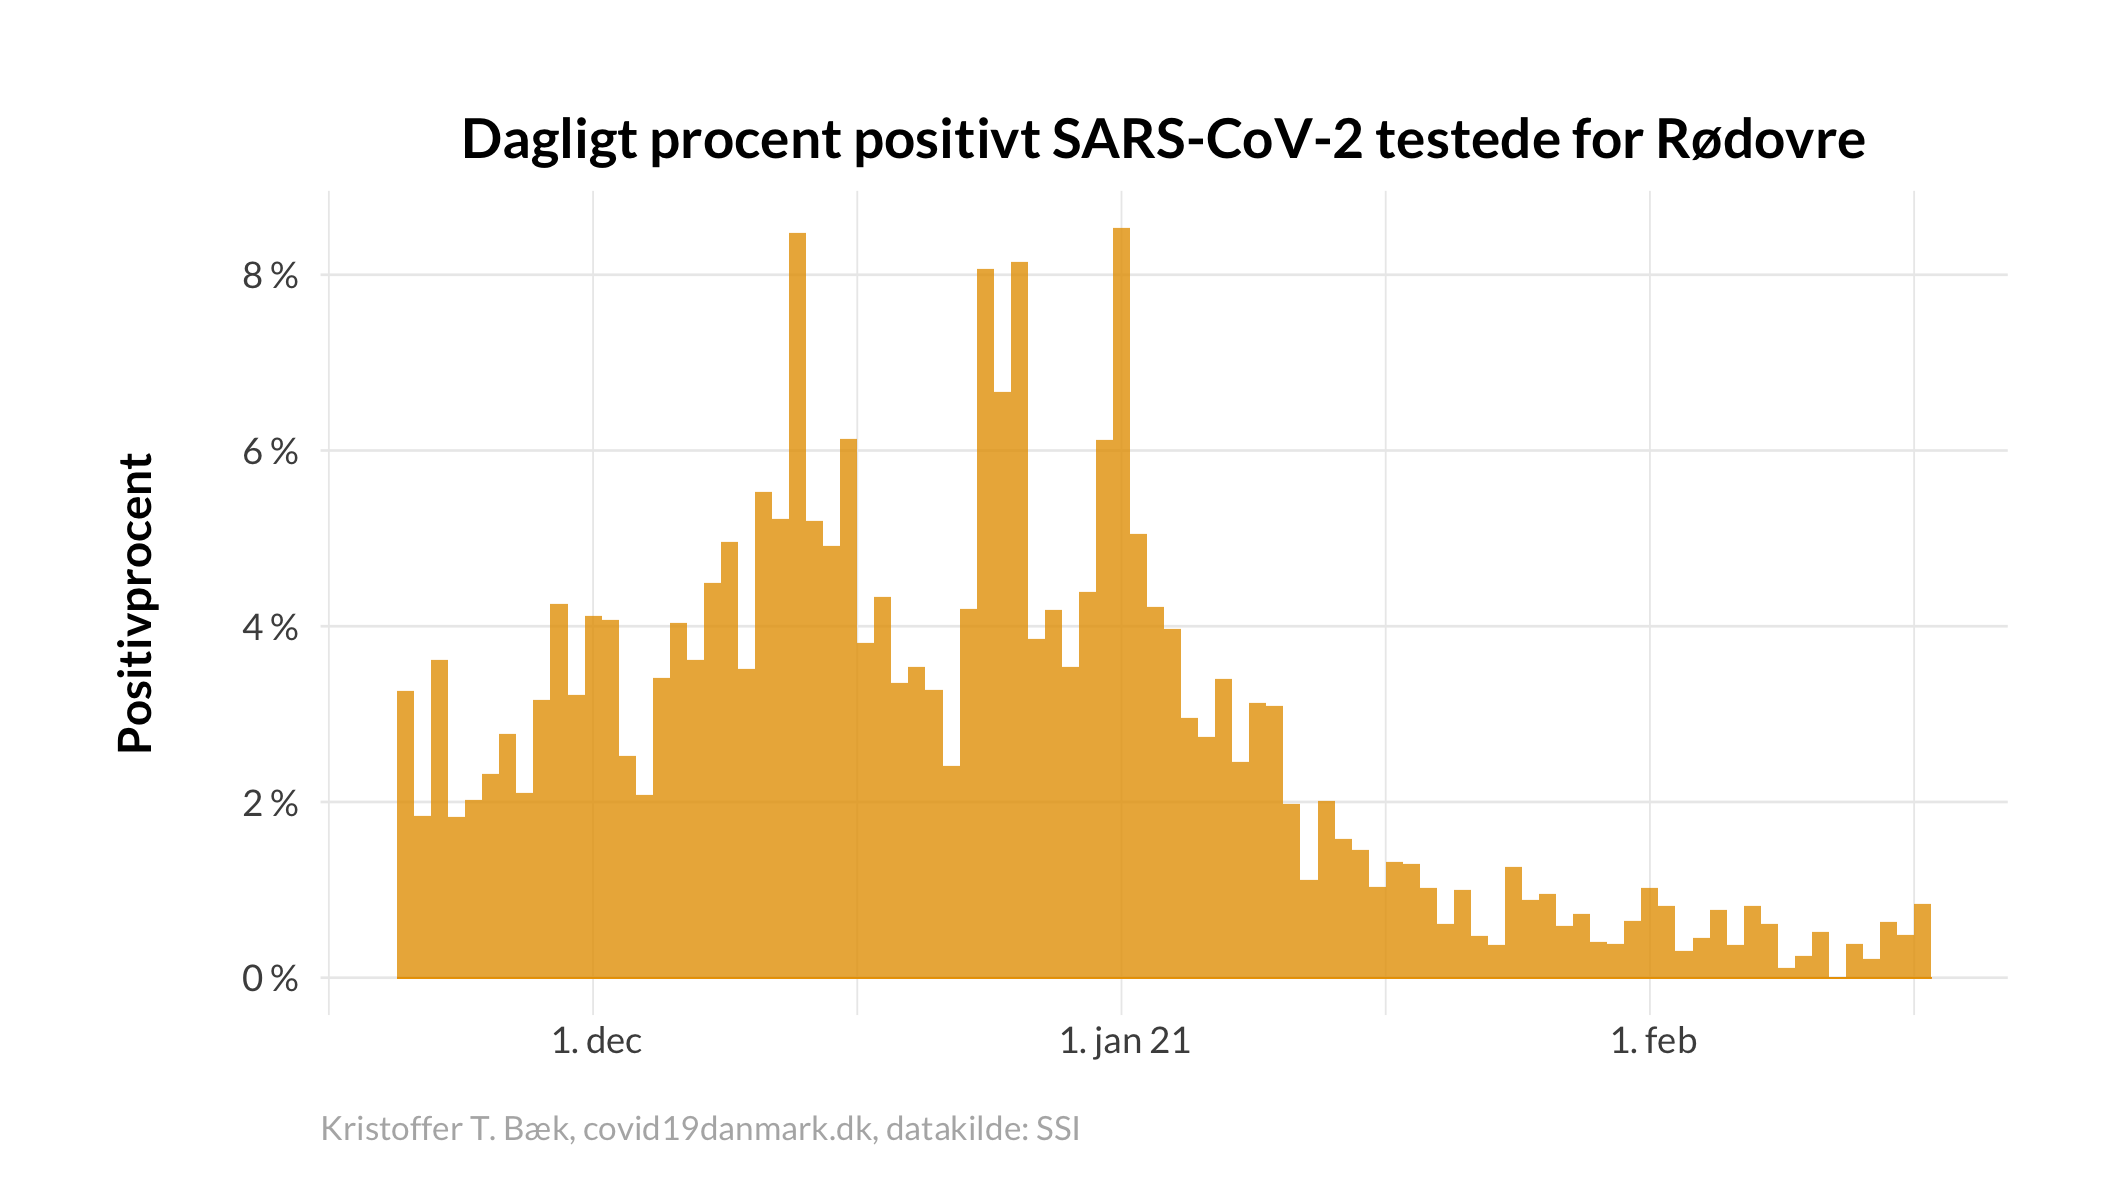 Dagligt procent positivt SARS-CoV-2 testede for Rødovre
Positivprocent
8 %
6 %
4 %
2 %
0 %
1. dec
1. jan 21
1. feb
Kristoffer T. Bæk, covid19danmark.dk, datakilde: SSI